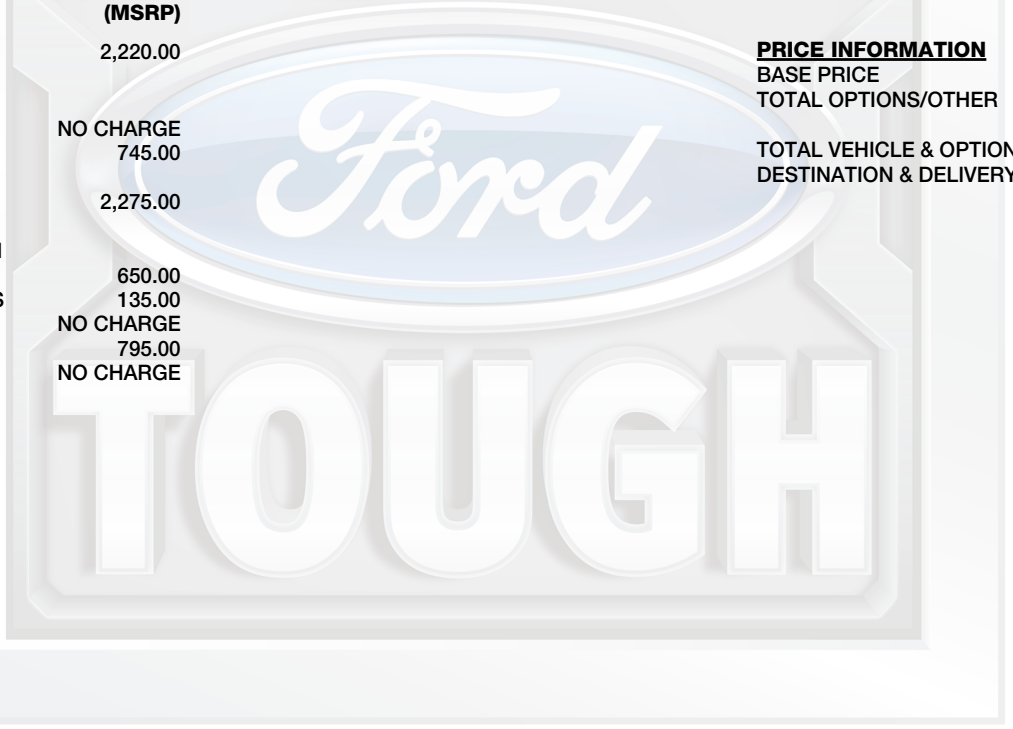 (MSRP)
2,220.00
NO CHARGE
745.00
2,275.00
650.00
S 135.00
NO CHARGE
795.00
NO CHARGE
PRICE INFORMATION
BASE PRICE
TOTAL OPTIONS/OTHER
TOTAL VEHICLE & OPTION
DESTINATION & DELIVERY
Ford
TOUGH